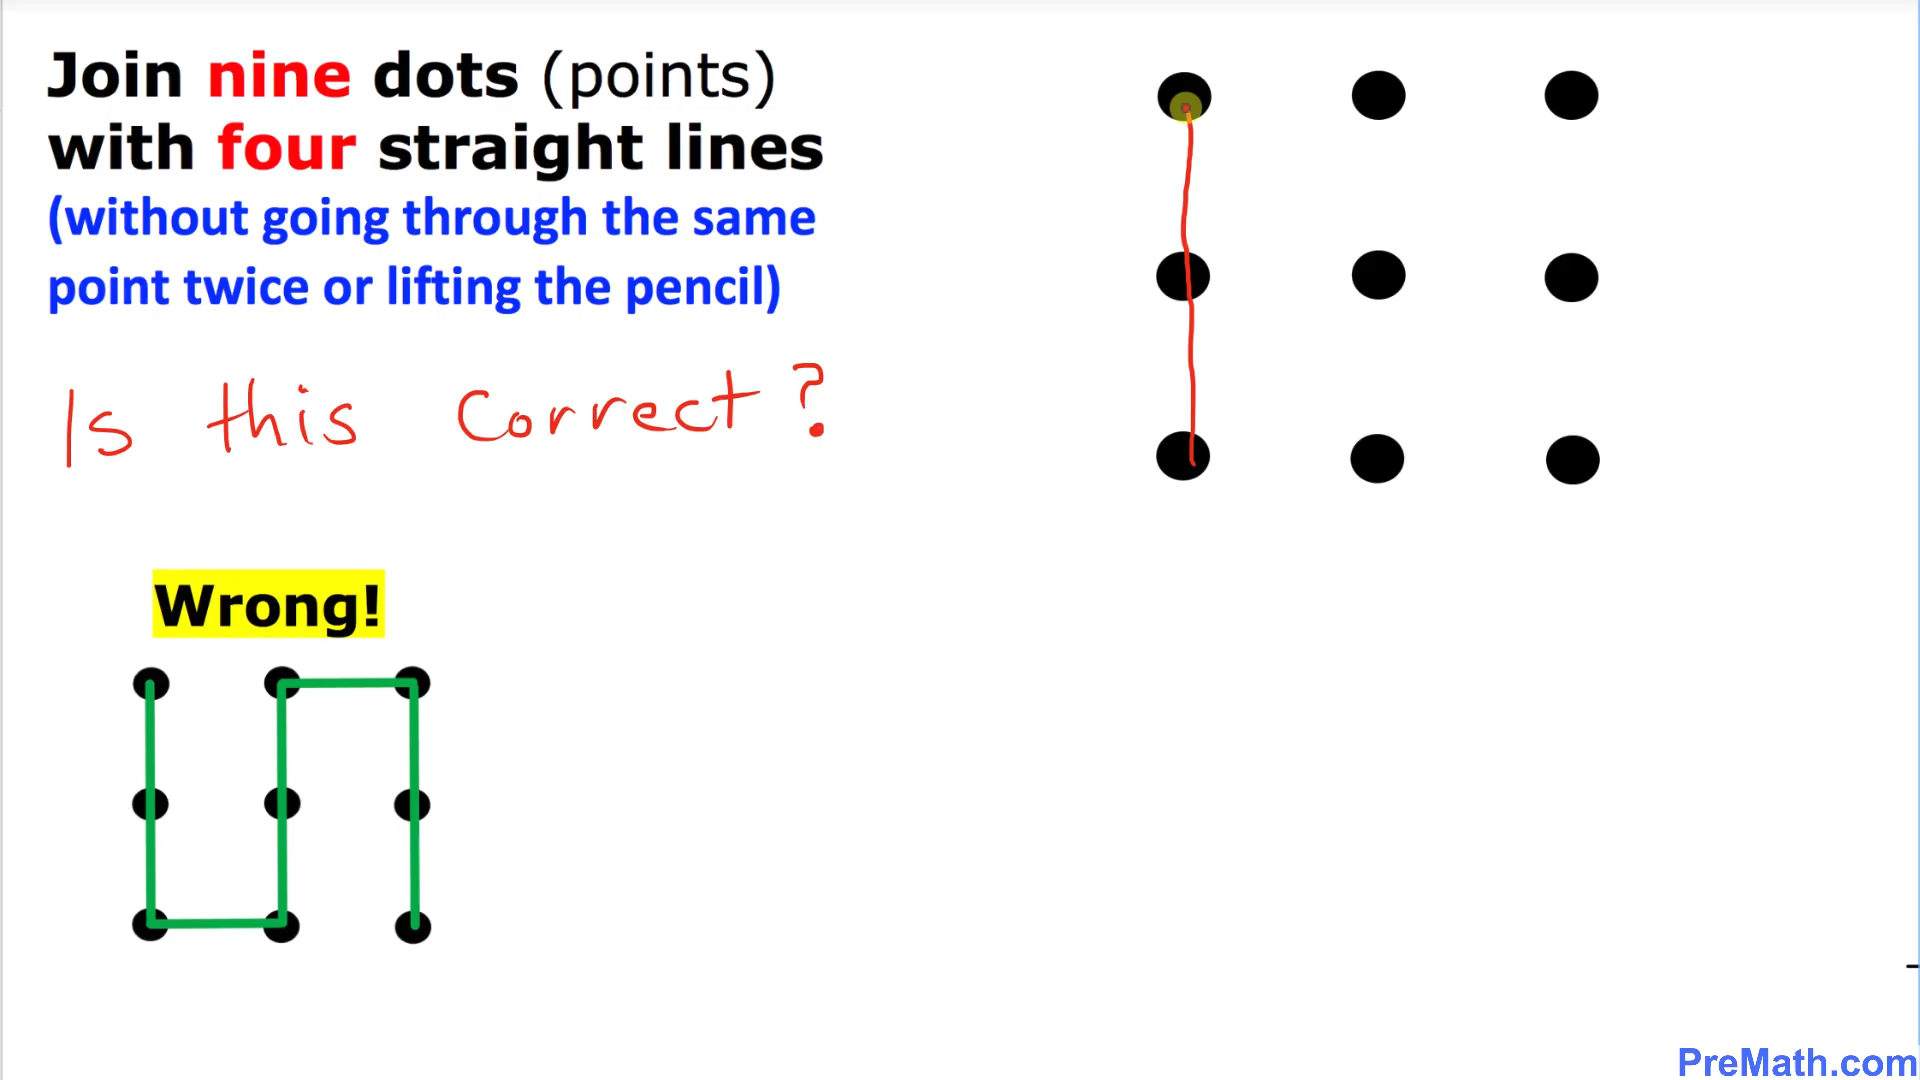 Join nine dots (points)
with four straight lines
(without going through the same
point twice or lifting the pencil)
Is this correct?
Wrong!
PreMath.com